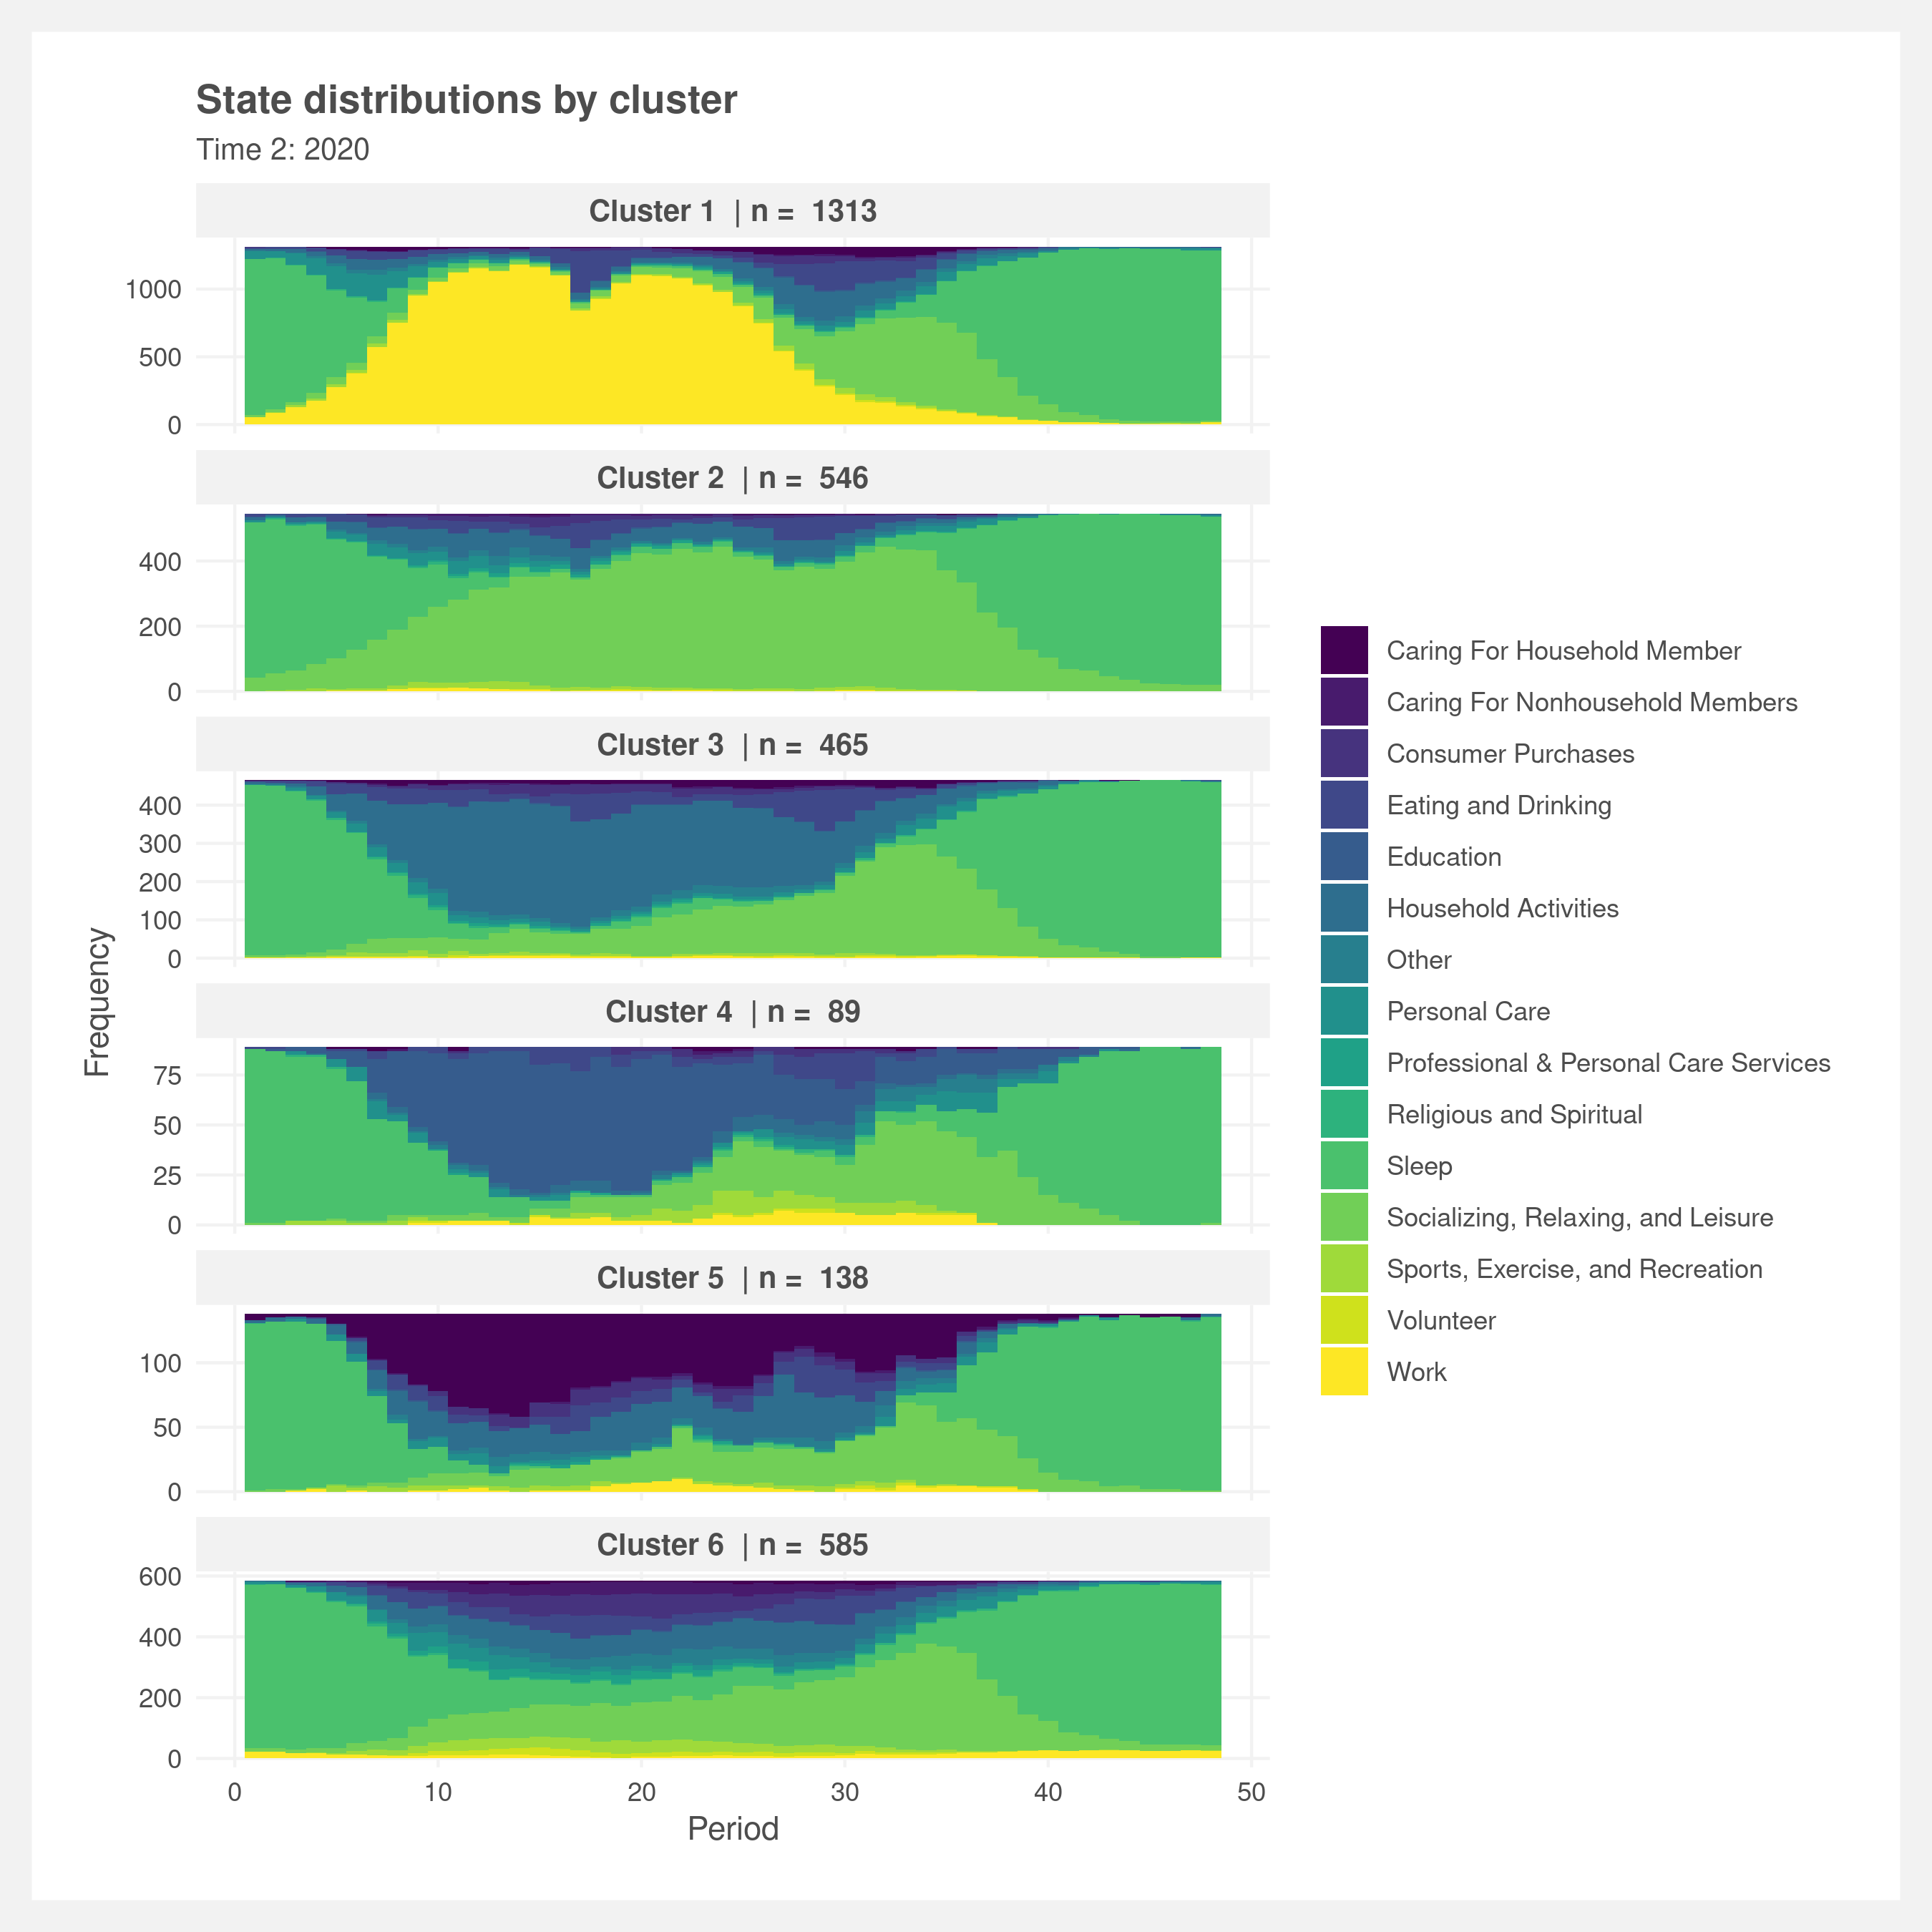 State distributions by cluster
Time 2: 2020
Cluster 1 | n = 1313
1000
500
0
Cluster 2 | n = 546
400
200
0
Cluster 3 | n = 465
400
300
200
100
0
Cluster 4 | n = 89
75
50
25
0
Cluster 5 | n = 138
100
50
0
Cluster 6 | n = 585
600
400
200
0
0 10 20 30 40 50
Period
Frequency
Caring For Household Member
Caring For Nonhousehold Members
Consumer Purchases
Eating and Drinking
Education
Household Activities
Other
Personal Care
Professional & Personal Care Services
Religious and Spiritual
Sleep
Socializing, Relaxing, and Leisure
Sports, Exercise, and Recreation
Volunteer
Work